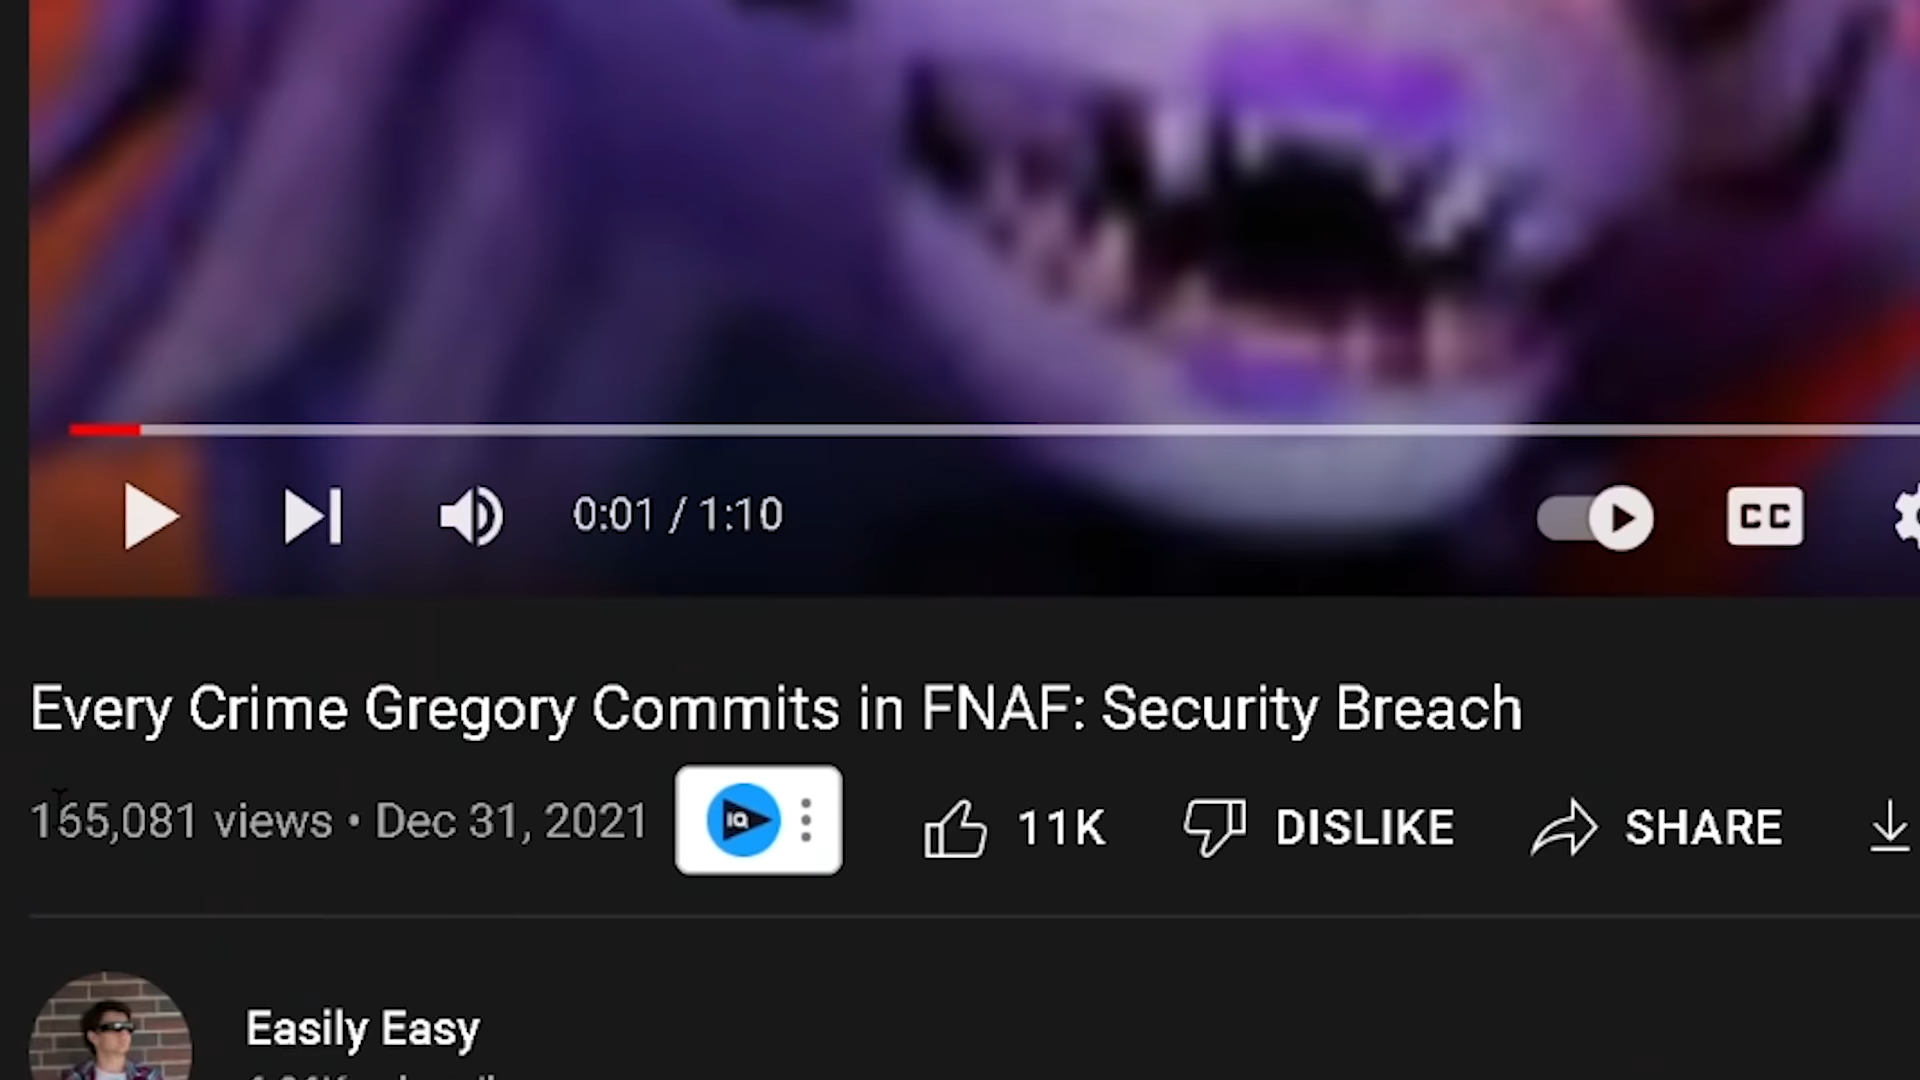 0:01 / 1:10
CC
Every Crime Gregory Commits in FNAF: Security Breach
165,081 views • Dec 31, 2021
IQ
11K
DISLIKE
SHARE
Easily Easy